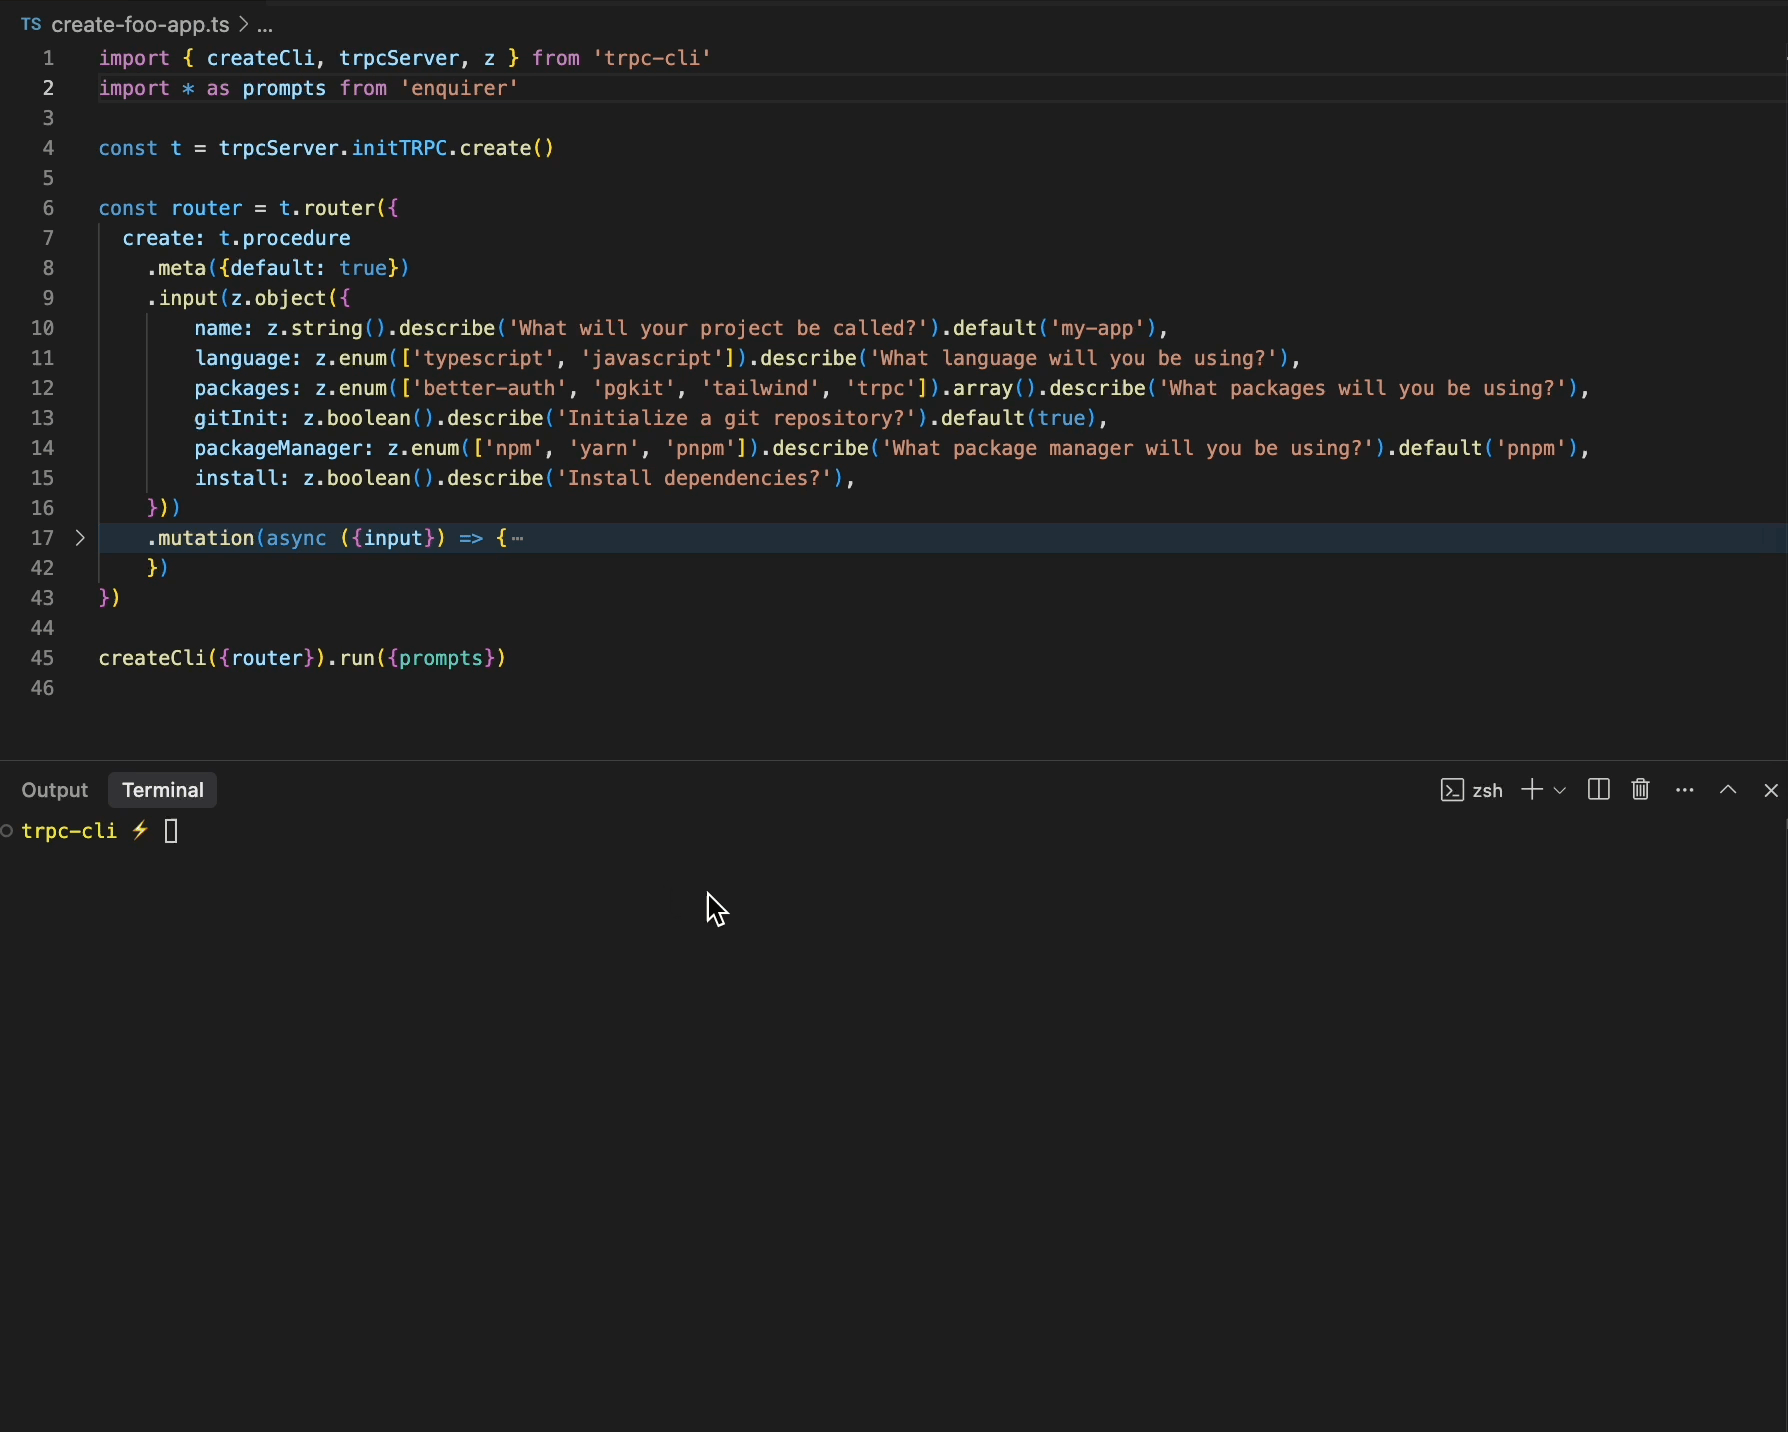 TS create-foo-app.ts > ...
1 import { createCli, trpcServer, z } from 'trpc-cli'
2 import * as prompts from 'enquirer'
3
4 const t = trpcServer.initTRPC.create()
5
6 const router = t.router({
7   create: t.procedure
8     .meta({default: true})
9     .input(z.object({
10         name: z.string().describe('What will your project be called?').default('my-app'),
11         language: z.enum(['typescript', 'javascript']).describe('What language will you be using?'),
12         packages: z.enum(['better-auth', 'pgkit', 'tailwind', 'trpc']).array().describe('What packages will you be using?'),
13         gitInit: z.boolean().describe('Initialize a git repository?').default(true),
14         packageManager: z.enum(['npm', 'yarn', 'pnpm']).describe('What package manager will you be using?').default('pnpm'),
15         install: z.boolean().describe('Install dependencies?'),
16     }))
17 >   .mutation(async ({input}) => {⋯
42     })
43 })
44
45 createCli({router}).run({prompts})
46
Output Terminal zsh
trpc-cli ⚡